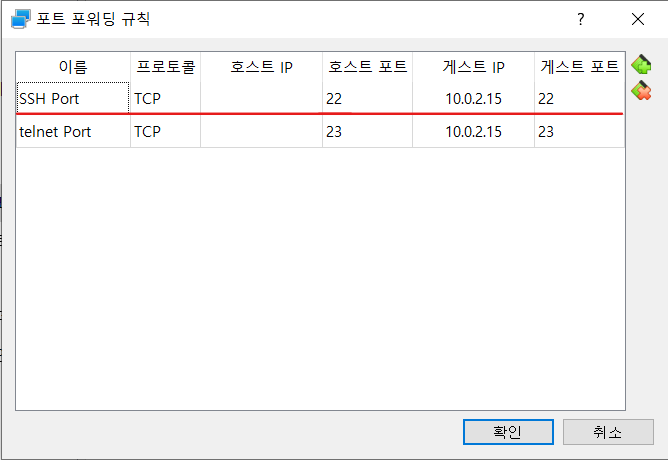 포트 포워딩 규칙 ?
이름 프로토콜 호스트 IP 호스트 포트 게스트 IP 게스트 포트
SSH Port TCP 22 10.0.2.15 22
telnet Port TCP 23 10.0.2.15 23
확인 취소